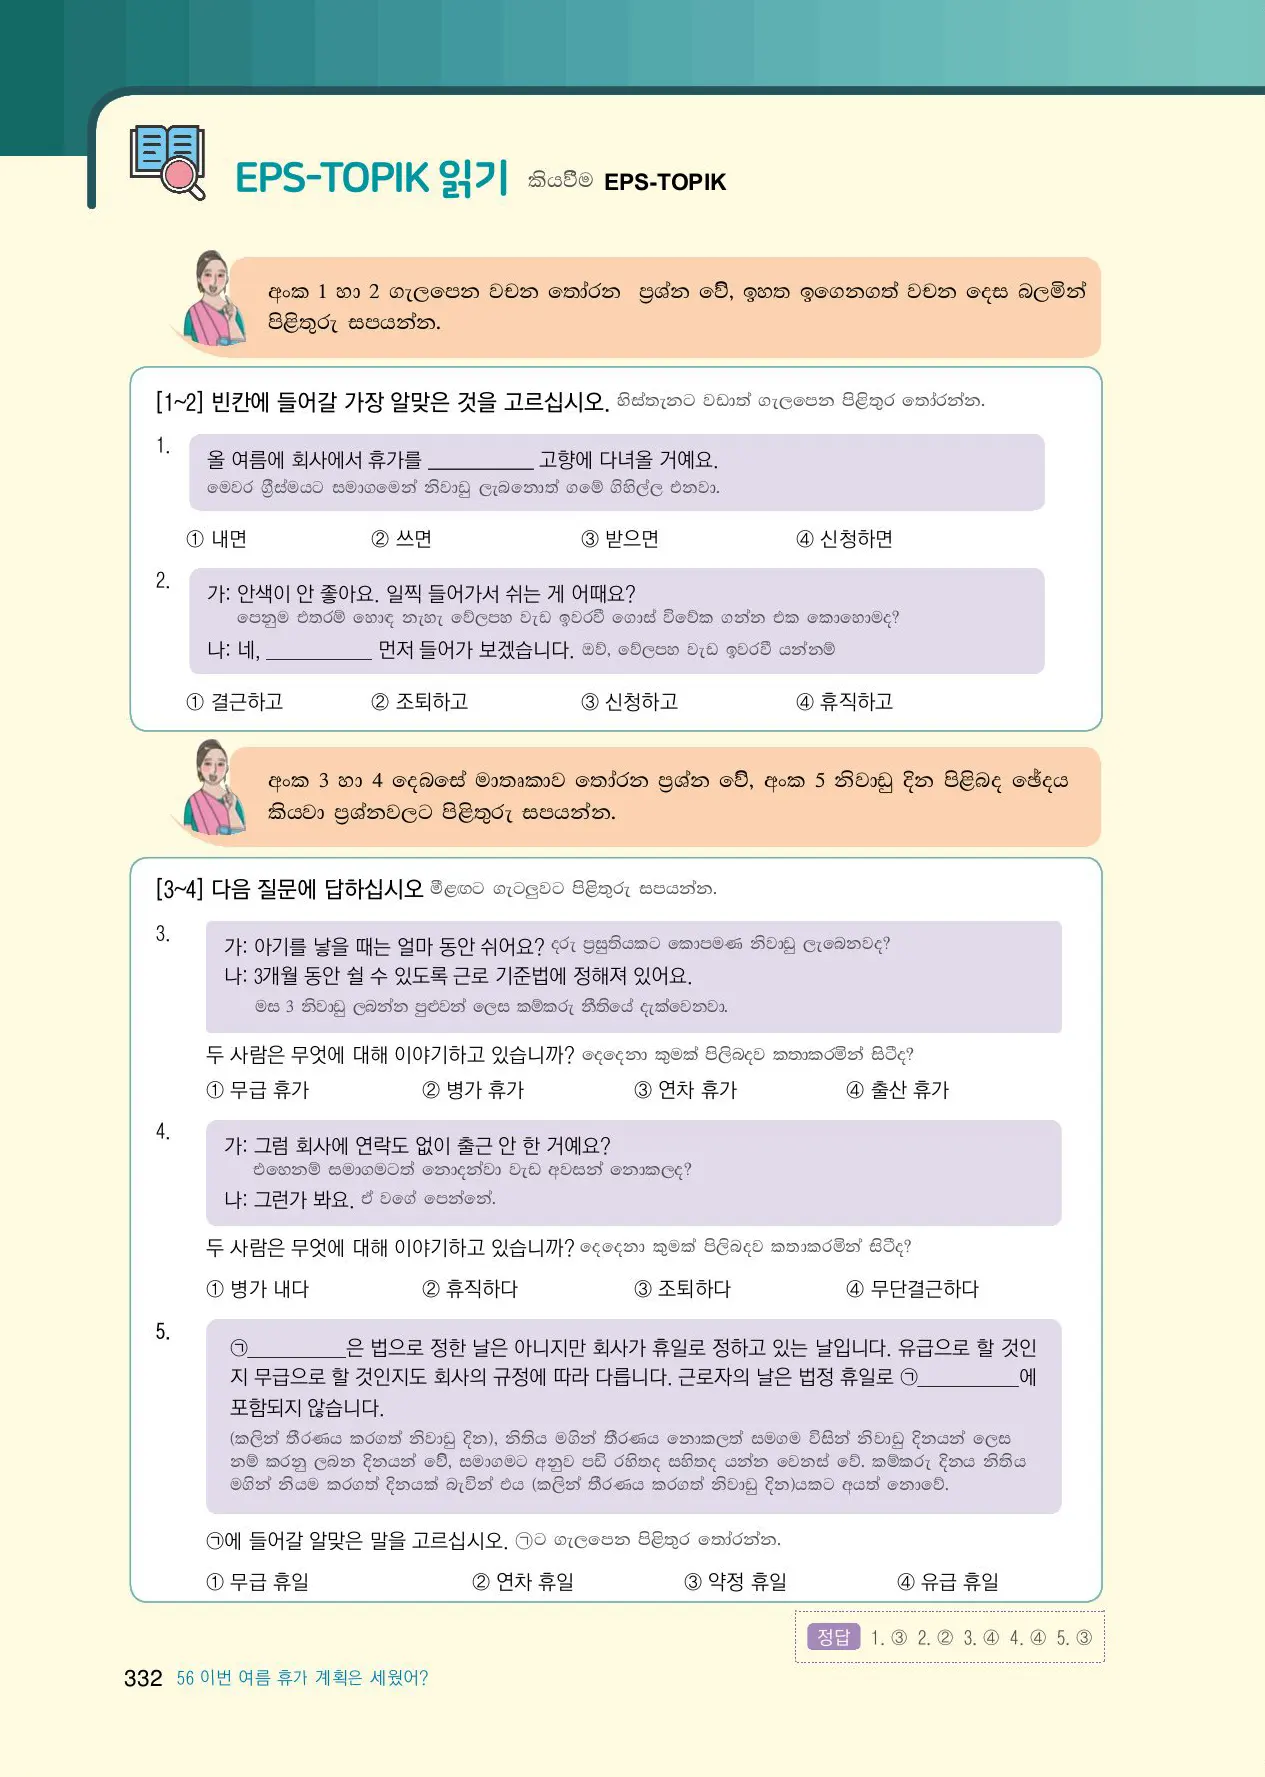 EPS-TOPIK 읽기 කියවීම EPS-TOPIK
අංක 1 හා 2 ගැලපෙන වචන තෝරන ප්‍රශ්න වේ, ඉහත ඉගෙනගත් වචන දෙස බලමින්
පිළිතුරු සපයන්න.
[1~2] 빈칸에 들어갈 가장 알맞은 것을 고르십시오. හිස්තැනට වඩාත් ගැලපෙන පිළිතුර තෝරන්න.
1.
올 여름에 회사에서 휴가를 __________ 고향에 다녀올 거예요.
මෙවර ග්‍රීස්මයට සමාගමෙන් නිවාඩු ලැබනොත් ගමේ ගිහිල්ල එනවා.
① 내면 ② 쓰면 ③ 받으면 ④ 신청하면
2.
가: 안색이 안 좋아요. 일찍 들어가서 쉬는 게 어때요?
පෙනුම එතරම් හොඳ නැහැ වේලපහ වැඩ ඉවරවී ගොස් විවේක ගන්න එක කොහොමද?
나: 네, __________ 먼저 들어가 보겠습니다. ඔව්, වේලපහ වැඩ ඉවරවී යන්නම්
① 결근하고 ② 조퇴하고 ③ 신청하고 ④ 휴직하고
අංක 3 හා 4 දෙබසේ මාතෘකාව තෝරන ප්‍රශ්න වේ, අංක 5 නිවාඩු දින පිළිබද ඡේදය
කියවා ප්‍රශ්නවලට පිළිතුරු සපයන්න.
[3~4] 다음 질문에 답하십시오 මීළඟට ගැටලුවට පිළිතුරු සපයන්න.
3.
가: 아기를 낳을 때는 얼마 동안 쉬어요? දරු ප්‍රසුතියකට කොපමණ නිවාඩු ලැබෙනවද?
나: 3개월 동안 쉴 수 있도록 근로 기준법에 정해져 있어요.
මස 3 නිවාඩු ලබන්න පුළුවන් ලෙස කම්කරු නීතියේ දැක්වෙනවා.
두 사람은 무엇에 대해 이야기하고 있습니까? දෙදෙනා කුමක් පිලිබදව කතාකරමින් සිටීද?
① 무급 휴가 ② 병가 휴가 ③ 연차 휴가 ④ 출산 휴가
4.
가: 그럼 회사에 연락도 없이 출근 안 한 거예요?
එහෙනම් සමාගමටත් නොදන්වා වැඩ අවසන් නොකලද?
나: 그런가 봐요. ඒ වගේ පෙන්නේ.
두 사람은 무엇에 대해 이야기하고 있습니까? දෙදෙනා කුමක් පිලිබදව කතාකරමින් සිටීද?
① 병가 내다 ② 휴직하다 ③ 조퇴하다 ④ 무단결근하다
5.
㉠__________은 법으로 정한 날은 아니지만 회사가 휴일로 정하고 있는 날입니다. 유급으로 할 것인
지 무급으로 할 것인지도 회사의 규정에 따라 다릅니다. 근로자의 날은 법정 휴일로 ㉠__________에
포함되지 않습니다.
(කලින් තීරණය කරගත් නිවාඩු දින), නිතිය මගින් තීරණය නොකලත් සමගම විසින් නිවාඩු දිනයන් ලෙස
නම් කරනු ලබන දිනයන් වේ, සමාගමට අනුව පඩි රහිතද සහිතද යන්න වෙනස් වේ. කම්කරු දිනය නිතිය
මගින් නියම කරගත් දිනයක් බැවින් එය (කලින් තීරණය කරගත් නිවාඩු දින)යකට අයත් නොවේ.
㉠에 들어갈 알맞은 말을 고르십시오. ㉠ට ගැලපෙන පිළිතුර තෝරන්න.
① 무급 휴일 ② 연차 휴일 ③ 약정 휴일 ④ 유급 휴일
정답 1. ③ 2. ② 3. ④ 4. ④ 5. ③
332 56 이번 여름 휴가 계획은 세웠어?